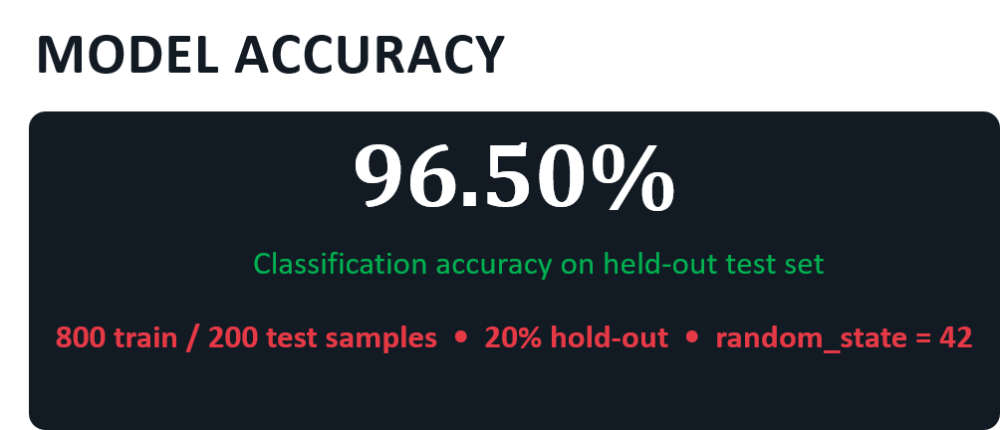 MODEL ACCURACY
96.50%
Classification accuracy on held-out test set
800 train / 200 test samples • 20% hold-out • random_state = 42